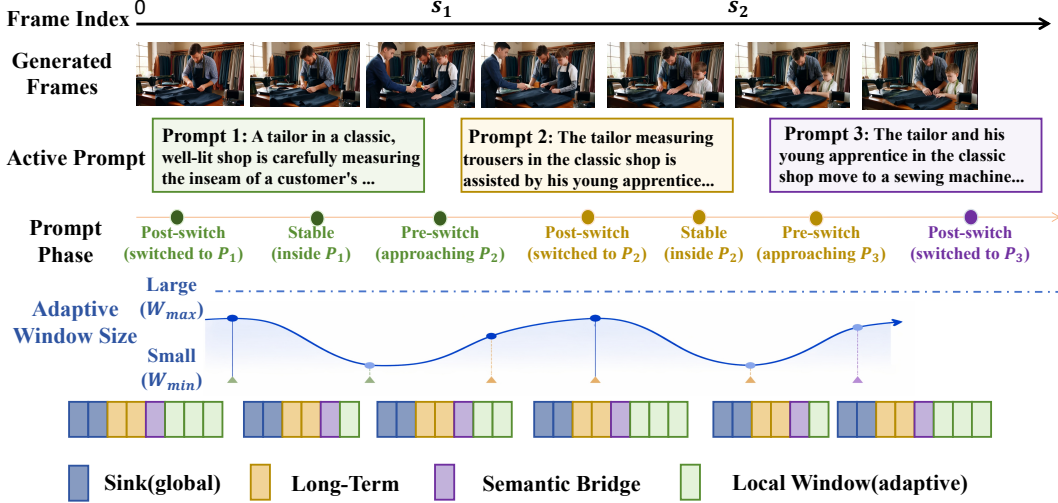 Frame Index
0
s₁
s₂
Generated
Frames
Active Prompt
Prompt 1: A tailor in a classic,
well-lit shop is carefully measuring
the inseam of a customer's ...
Prompt 2: The tailor measuring
trousers in the classic shop is
assisted by his young apprentice...
Prompt 3: The tailor and his
young apprentice in the classic
shop move to a sewing machine...
Prompt
Phase
Post-switch
(switched to P₁)
Stable
(inside P₁)
Pre-switch
(approaching P₂)
Post-switch
(switched to P₂)
Stable
(inside P₂)
Pre-switch
(approaching P₃)
Post-switch
(switched to P₃)
Adaptive
Window Size
Large
(W_max)
Small
(W_min)
Sink(global)
Long-Term
Semantic Bridge
Local Window(adaptive)